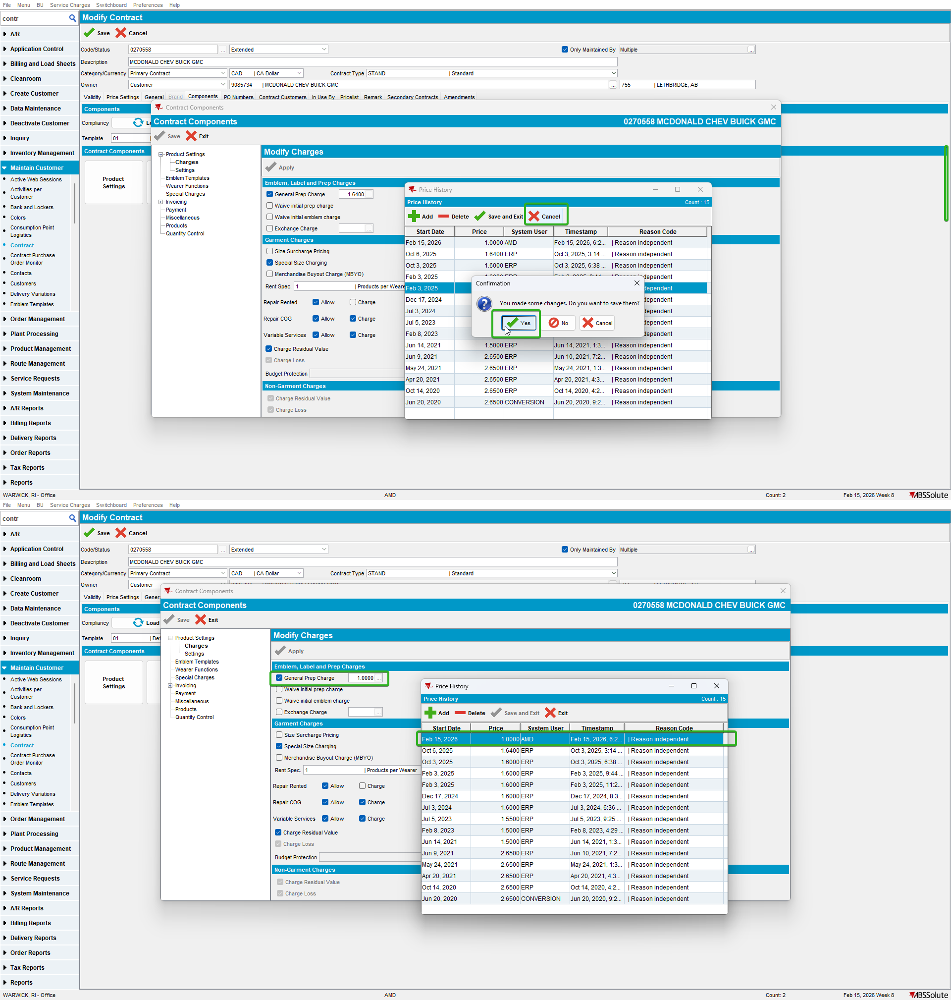 File Menu BU Service Charges Switchboard Preferences Help
contr
Modify Contract
Save Cancel
A/R
Application Control
Billing and Load Sheets
Cleanroom
Create Customer
Data Maintenance
Deactivate Customer
Inquiry
Inventory Management
Maintain Customer
Active Web Sessions
Activities per
Customer
Bank and Lockers
Colors
Consumption Point
Logistics
Contract
Contract Purchase
Order Monitor
Contacts
Customers
Delivery Variations
Emblem Templates
Order Management
Plant Processing
Product Management
Route Management
Service Requests
System Maintenance
A/R Reports
Billing Reports
Delivery Reports
Order Reports
Tax Reports
Reports
Code/Status 0270558 ... Extended Only Maintained By Multiple ...
Description MCDONALD CHEV BUICK GMC
Category/Currency Primary Contract CAD | CA Dollar Contract Type STAND | Standard
Owner Customer 9085734 | MCDONALD CHEV BUICK GMC ... 755 | LETHBRIDGE, AB
Validity Price Settings General Brand Components PO Numbers Contract Customers In Use By Pricelist Remark Secondary Contracts Amendments
Components
Compliancy
Template 01
Contract Components
Product
Settings
Contract Components
Contract Components 0270558 MCDONALD CHEV BUICK GMC
Save Exit
Product Settings
Charges
Settings
Emblem Templates
Wearer Functions
Special Charges
Invoicing
Payment
Miscellaneous
Products
Quantity Control
Modify Charges
Apply
Emblem, Label and Prep Charges
General Prep Charge 1.6400 ...
Waive initial prep charge
Waive initial emblem charge
Exchange Charge ...
Garment Charges
Size Surcharge Pricing
Special Size Charging
Merchandise Buyout Charge (MBYO)
Rent Spec. 1 | Products per Weare
Repair Rented Allow Charge
Repair COG Allow Charge
Variable Services Allow Charge
Charge Residual Value
Charge Loss
Budget Protection
Non-Garment Charges
Charge Residual Value
Charge Loss
Price History
Price History Count : 15
Add Delete Save and Exit Cancel
Start Date Price System User Timestamp Reason Code
Feb 15, 2026 1.0000 AMD Feb 15, 2026, 6:2... | Reason independent
Oct 6, 2025 1.6400 ERP Oct 3, 2025, 3:14 ... | Reason independent
Oct 3, 2025 1.6000 ERP Oct 3, 2025, 6:38 ... | Reason independent
Feb 3, 2025 dependent
Feb 3, 2025 dependent
Dec 17, 2024 dependent
Jul 3, 2024 dependent
Jul 5, 2023 dependent
Feb 8, 2023 dependent
Jun 14, 2021 1.5000 ERP Jun 14, 2021, 1:3... | Reason independent
Jun 9, 2021 2.6500 ERP Jun 10, 2021, 7:2... | Reason independent
May 24, 2021 2.6500 ERP May 24, 2021, 1:3... | Reason independent
Apr 20, 2021 2.6500 ERP Apr 20, 2021, 4:3... | Reason independent
Oct 14, 2020 2.6500 ERP Oct 14, 2020, 4:2... | Reason independent
Jun 20, 2020 2.6500 CONVERSION Jun 20, 2020, 9:2... | Reason independent
Confirmation
You made some changes. Do you want to save them?
Yes No Cancel
WARWICK, RI - Office AMD Count: 2 Feb 15, 2026 Week 8 ABSSolute
File Menu BU Service Charges Switchboard Preferences Help
contr
Modify Contract
Save Cancel
A/R
Application Control
Billing and Load Sheets
Cleanroom
Create Customer
Data Maintenance
Deactivate Customer
Inquiry
Inventory Management
Maintain Customer
Active Web Sessions
Activities per
Customer
Bank and Lockers
Colors
Consumption Point
Logistics
Contract
Contract Purchase
Order Monitor
Contacts
Customers
Delivery Variations
Emblem Templates
Order Management
Plant Processing
Product Management
Route Management
Service Requests
System Maintenance
A/R Reports
Billing Reports
Delivery Reports
Order Reports
Tax Reports
Reports
Code/Status 0270558 ... Extended Only Maintained By Multiple ...
Description MCDONALD CHEV BUICK GMC
Category/Currency Primary Contract CAD | CA Dollar Contract Type STAND | Standard
Owner Customer
Validity Price Settings Genera
Components
Compliancy Load
Template 01 | Def
Contract Components
Product
Settings
Contract Components
Contract Components 0270558 MCDONALD CHEV BUICK GMC
Save Exit
Product Settings
Charges
Settings
Emblem Templates
Wearer Functions
Special Charges
Invoicing
Payment
Miscellaneous
Products
Quantity Control
Modify Charges
Apply
Emblem, Label and Prep Charges
General Prep Charge 1.0000 ...
Waive initial prep charge
Waive initial emblem charge
Exchange Charge ...
Garment Charges
Size Surcharge Pricing
Special Size Charging
Merchandise Buyout Charge (MBYO)
Rent Spec. 1 | Products per Wearer
Repair Rented Allow Charge
Repair COG Allow Charge
Variable Services Allow Charge
Charge Residual Value
Charge Loss
Budget Protection
Non-Garment Charges
Charge Residual Value
Charge Loss
Price History
Price History Count : 15
Add Delete Save and Exit Exit
Start Date Price System User Timestamp Reason Code
Feb 15, 2026 1.0000 AMD Feb 15, 2026, 6:2... | Reason independent
Oct 6, 2025 1.6400 ERP Oct 3, 2025, 3:14 ... | Reason independent
Oct 3, 2025 1.6000 ERP Oct 3, 2025, 6:38 ... | Reason independent
Feb 3, 2025 1.6000 ERP Feb 3, 2025, 9:44 ... | Reason independent
Feb 3, 2025 1.6000 ERP Feb 3, 2025, 11:2... | Reason independent
Dec 17, 2024 1.6000 ERP Dec 17, 2024, 8:3... | Reason independent
Jul 3, 2024 1.6000 ERP Jul 3, 2024, 6:36 ... | Reason independent
Jul 5, 2023 1.5500 ERP Jul 5, 2023, 9:25 ... | Reason independent
Feb 8, 2023 1.5000 ERP Feb 8, 2023, 4:29 ... | Reason independent
Jun 14, 2021 1.5000 ERP Jun 14, 2021, 1:3... | Reason independent
Jun 9, 2021 2.6500 ERP Jun 10, 2021, 7:2... | Reason independent
May 24, 2021 2.6500 ERP May 24, 2021, 1:3... | Reason independent
Apr 20, 2021 2.6500 ERP Apr 20, 2021, 4:3... | Reason independent
Oct 14, 2020 2.6500 ERP Oct 14, 2020, 4:2... | Reason independent
Jun 20, 2020 2.6500 CONVERSION Jun 20, 2020, 9:2... | Reason independent
WARWICK, RI - Office AMD Count: 2 Feb 15, 2026 Week 8 ABSSolute